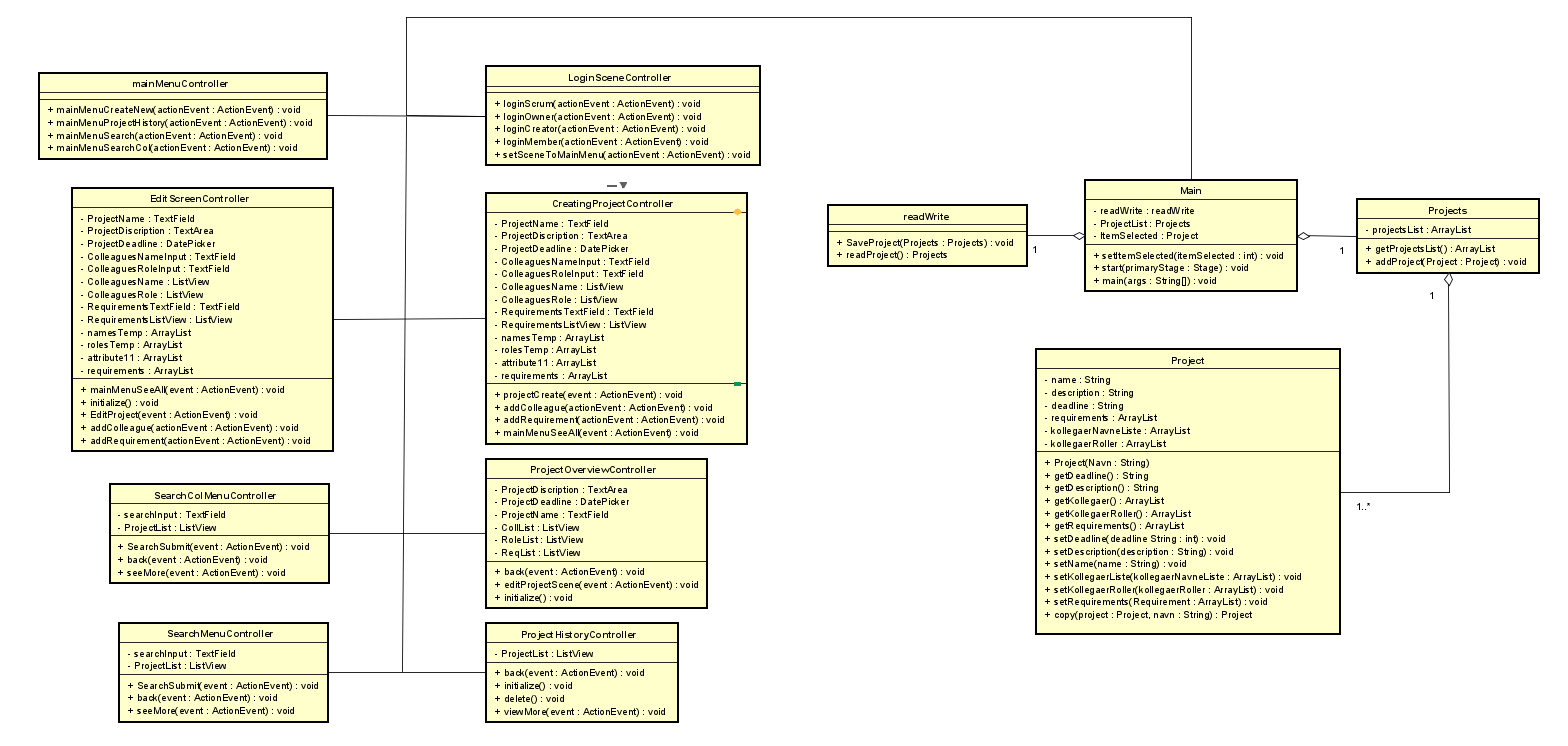 mainMenuController
+ mainMenuCreateNew(actionEvent : ActionEvent) : void
+ mainMenuProjectHistory(actionEvent : ActionEvent) : void
+ mainMenuSearch(actionEvent : ActionEvent) : void
+ mainMenuSearchCol(actionEvent : ActionEvent) : void
LoginSceneController
+ loginScrum(actionEvent : ActionEvent) : void
+ loginOwner(actionEvent : ActionEvent) : void
+ loginCreator(actionEvent : ActionEvent) : void
+ loginMember(actionEvent : ActionEvent) : void
+ setSceneToMainMenu(actionEvent : ActionEvent) : void
EditScreenController
- ProjectName : TextField
- ProjectDiscription : TextArea
- ProjectDeadline : DatePicker
- ColleaguesNameInput : TextField
- ColleaguesRoleInput : TextField
- ColleaguesName : ListView
- ColleaguesRole : ListView
- RequirementsTextField : TextField
- RequirementsListView : ListView
- namesTemp : ArrayList
- rolesTemp : ArrayList
- attribute11 : ArrayList
- requirements : ArrayList
+ mainMenuSeeAll(event : ActionEvent) : void
+ initialize() : void
+ EditProject(event : ActionEvent) : void
+ addColleague(actionEvent : ActionEvent) : void
+ addRequirement(actionEvent : ActionEvent) : void
CreatingProjectController
- ProjectName : TextField
- ProjectDiscription : TextArea
- ProjectDeadline : DatePicker
- ColleaguesNameInput : TextField
- ColleaguesRoleInput : TextField
- ColleaguesName : ListView
- ColleaguesRole : ListView
- RequirementsTextField : TextField
- RequirementsListView : ListView
- namesTemp : ArrayList
- rolesTemp : ArrayList
- attribute11 : ArrayList
- requirements : ArrayList
+ projectCreate(event : ActionEvent) : void
+ addColleague(actionEvent : ActionEvent) : void
+ addRequirement(actionEvent : ActionEvent) : void
+ mainMenuSeeAll(event : ActionEvent) : void
SearchColMenuController
- searchInput : TextField
- ProjectList : ListView
+ SearchSubmit(event : ActionEvent) : void
+ back(event : ActionEvent) : void
+ seeMore(event : ActionEvent) : void
ProjectOverviewController
- ProjectDiscription : TextArea
- ProjectDeadline : DatePicker
- ProjectName : TextField
- CollList : ListView
- RoleList : ListView
- ReqList : ListView
+ back(event : ActionEvent) : void
+ editProjectScene(event : ActionEvent) : void
+ initialize() : void
SearchMenuController
- searchInput : TextField
- ProjectList : ListView
+ SearchSubmit(event : ActionEvent) : void
+ back(event : ActionEvent) : void
+ seeMore(event : ActionEvent) : void
ProjectHistoryController
- ProjectList : ListView
+ back(event : ActionEvent) : void
+ initialize() : void
+ delete() : void
+ viewMore(event : ActionEvent) : void
readWrite
+ SaveProject(Projects : Projects) : void
+ readProject() : Projects
1
Main
- readWrite : readWrite
- ProjectList : Projects
- ItemSelected : Project
+ setItemSelected(itemSelected : int) : void
+ start(primaryStage : Stage) : void
+ main(args : String[]) : void
1
Projects
- projectsList : ArrayList
+ getProjectsList() : ArrayList
+ addProject(Project : Project) : void
1
Project
- name : String
- description : String
- deadline : String
- requirements : ArrayList
- kollegaerNavneListe : ArrayList
- kollegaerRoller : ArrayList
+ Project(Navn : String)
+ getDeadline() : String
+ getDescription() : String
+ getKollegaer() : ArrayList
+ getKollegaerRoller() : ArrayList
+ getRequirements() : ArrayList
+ setDeadline(deadline String : int) : void
+ setDescription(description : String) : void
+ setName(name : String) : void
+ setKollegaerListe(kollegaerNavneListe : ArrayList) : void
+ setKollegaerRoller(kollegaerRoller : ArrayList) : void
+ setRequirements(Requirement : ArrayList) : void
+ copy(project : Project, navn : String) : Project
1..*